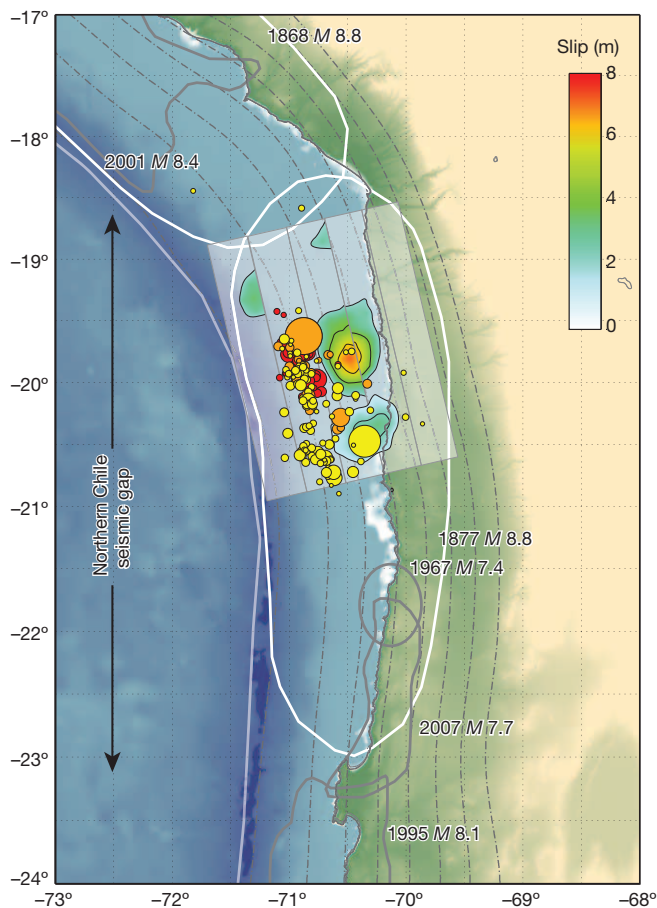 –17°
–18°
–19°
–20°
–21°
–22°
–23°
–24°
1868 M 8.8
Slip (m)
8
6
4
2
0
2001 M 8.4
Northern Chile
seismic gap
1877 M 8.8
1967 M 7.4
2007 M 7.7
1995 M 8.1
–73°
–72°
–71°
–70°
–69°
–68°